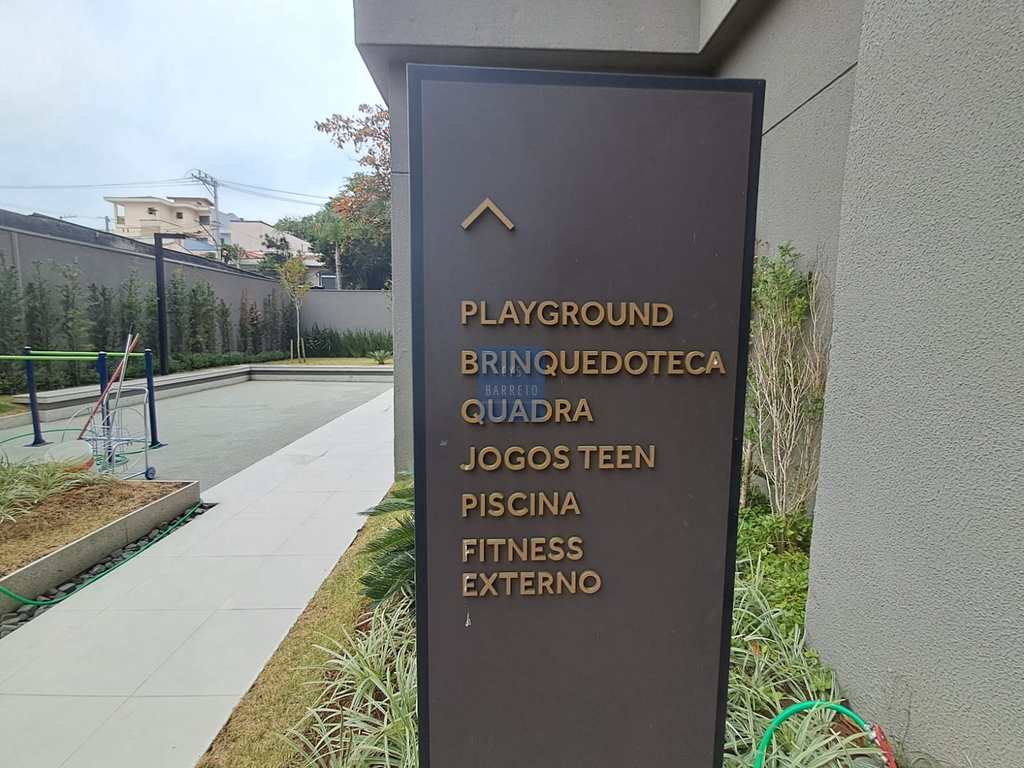 PLAYGROUND
BRINQUEDOTECA
QUADRA
JOGOS TEEN
PISCINA
FITNESS
EXTERNO
BARRETO